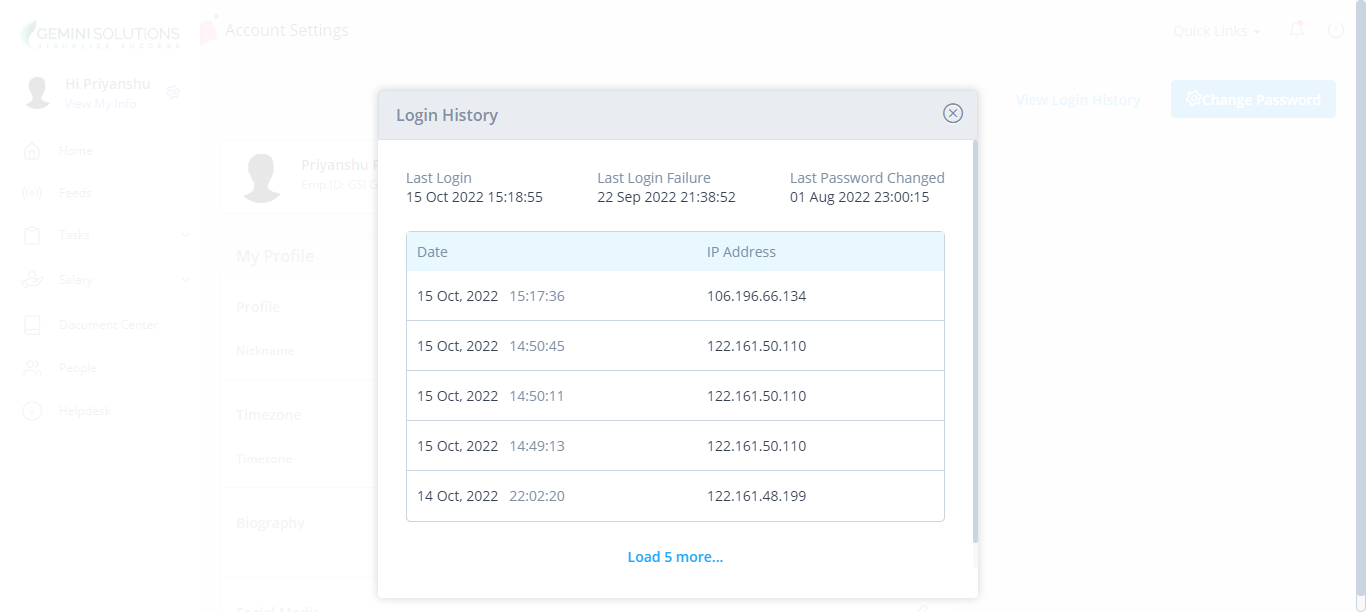 GEMINI SOLUTIONS
VISUALIZE SUCCESS
Account Settings
Quick Links
Hi Priyanshu
View My Info
View Login History
Change Password
Home
Feeds
Tasks
Salary
Document Center
People
Helpdesk
Priyanshu
Emp ID: GSI G
My Profile
Profile
Nickname
Timezone
Timezone
Biography
Social Media
Login History
Last Login Last Login Failure Last Password Changed
15 Oct 2022 15:18:55 22 Sep 2022 21:38:52 01 Aug 2022 23:00:15
Date IP Address
15 Oct, 2022 15:17:36 106.196.66.134
15 Oct, 2022 14:50:45 122.161.50.110
15 Oct, 2022 14:50:11 122.161.50.110
15 Oct, 2022 14:49:13 122.161.50.110
14 Oct, 2022 22:02:20 122.161.48.199
Load 5 more...